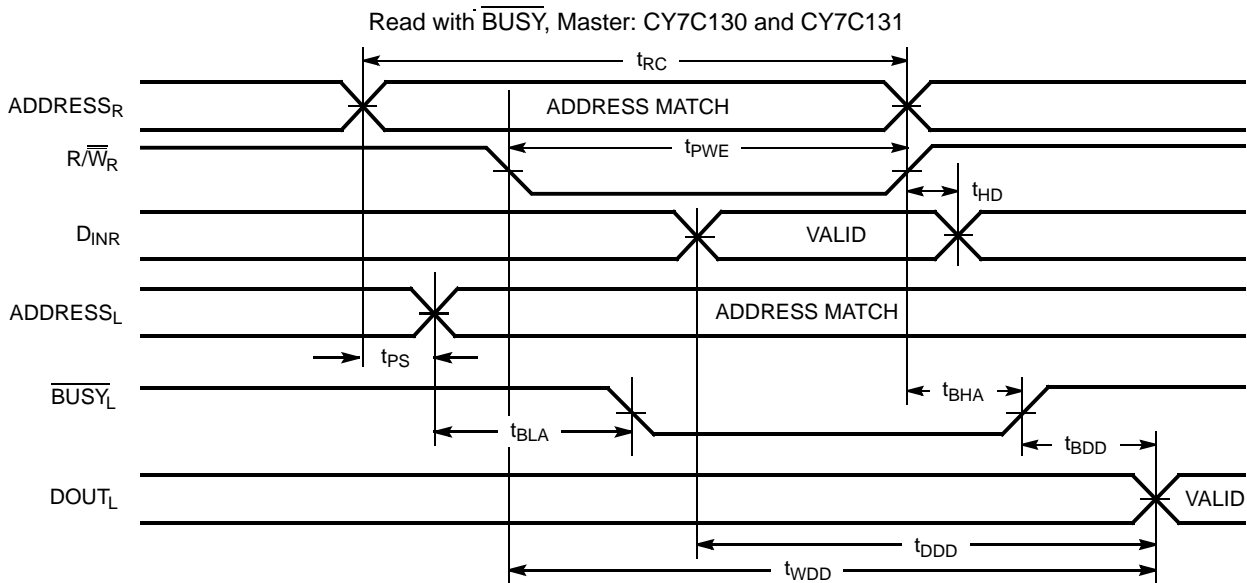 Read with BUSY, Master: CY7C130 and CY7C131
tRC
ADDRESSR
ADDRESS MATCH
R/WR
tPWE
tHD
DINR
VALID
ADDRESSL
ADDRESS MATCH
tPS
BUSYL
tBHA
tBLA
tBDD
DOUTL
VALID
tDDD
tWDD